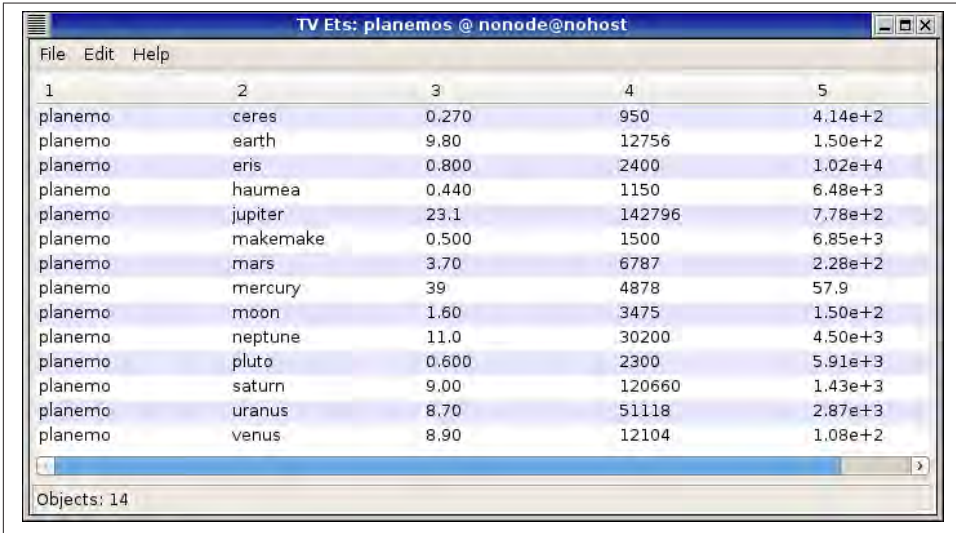 TV Ets: planemos @ nonode@nohost
File Edit Help
1 2 3 4 5
planemo ceres 0.270 950 4.14e+2
planemo earth 9.80 12756 1.50e+2
planemo eris 0.800 2400 1.02e+4
planemo haumea 0.440 1150 6.48e+3
planemo jupiter 23.1 142796 7.78e+2
planemo makemake 0.500 1500 6.85e+3
planemo mars 3.70 6787 2.28e+2
planemo mercury 39 4878 57.9
planemo moon 1.60 3475 1.50e+2
planemo neptune 11.0 30200 4.50e+3
planemo pluto 0.600 2300 5.91e+3
planemo saturn 9.00 120660 1.43e+3
planemo uranus 8.70 51118 2.87e+3
planemo venus 8.90 12104 1.08e+2
Objects: 14